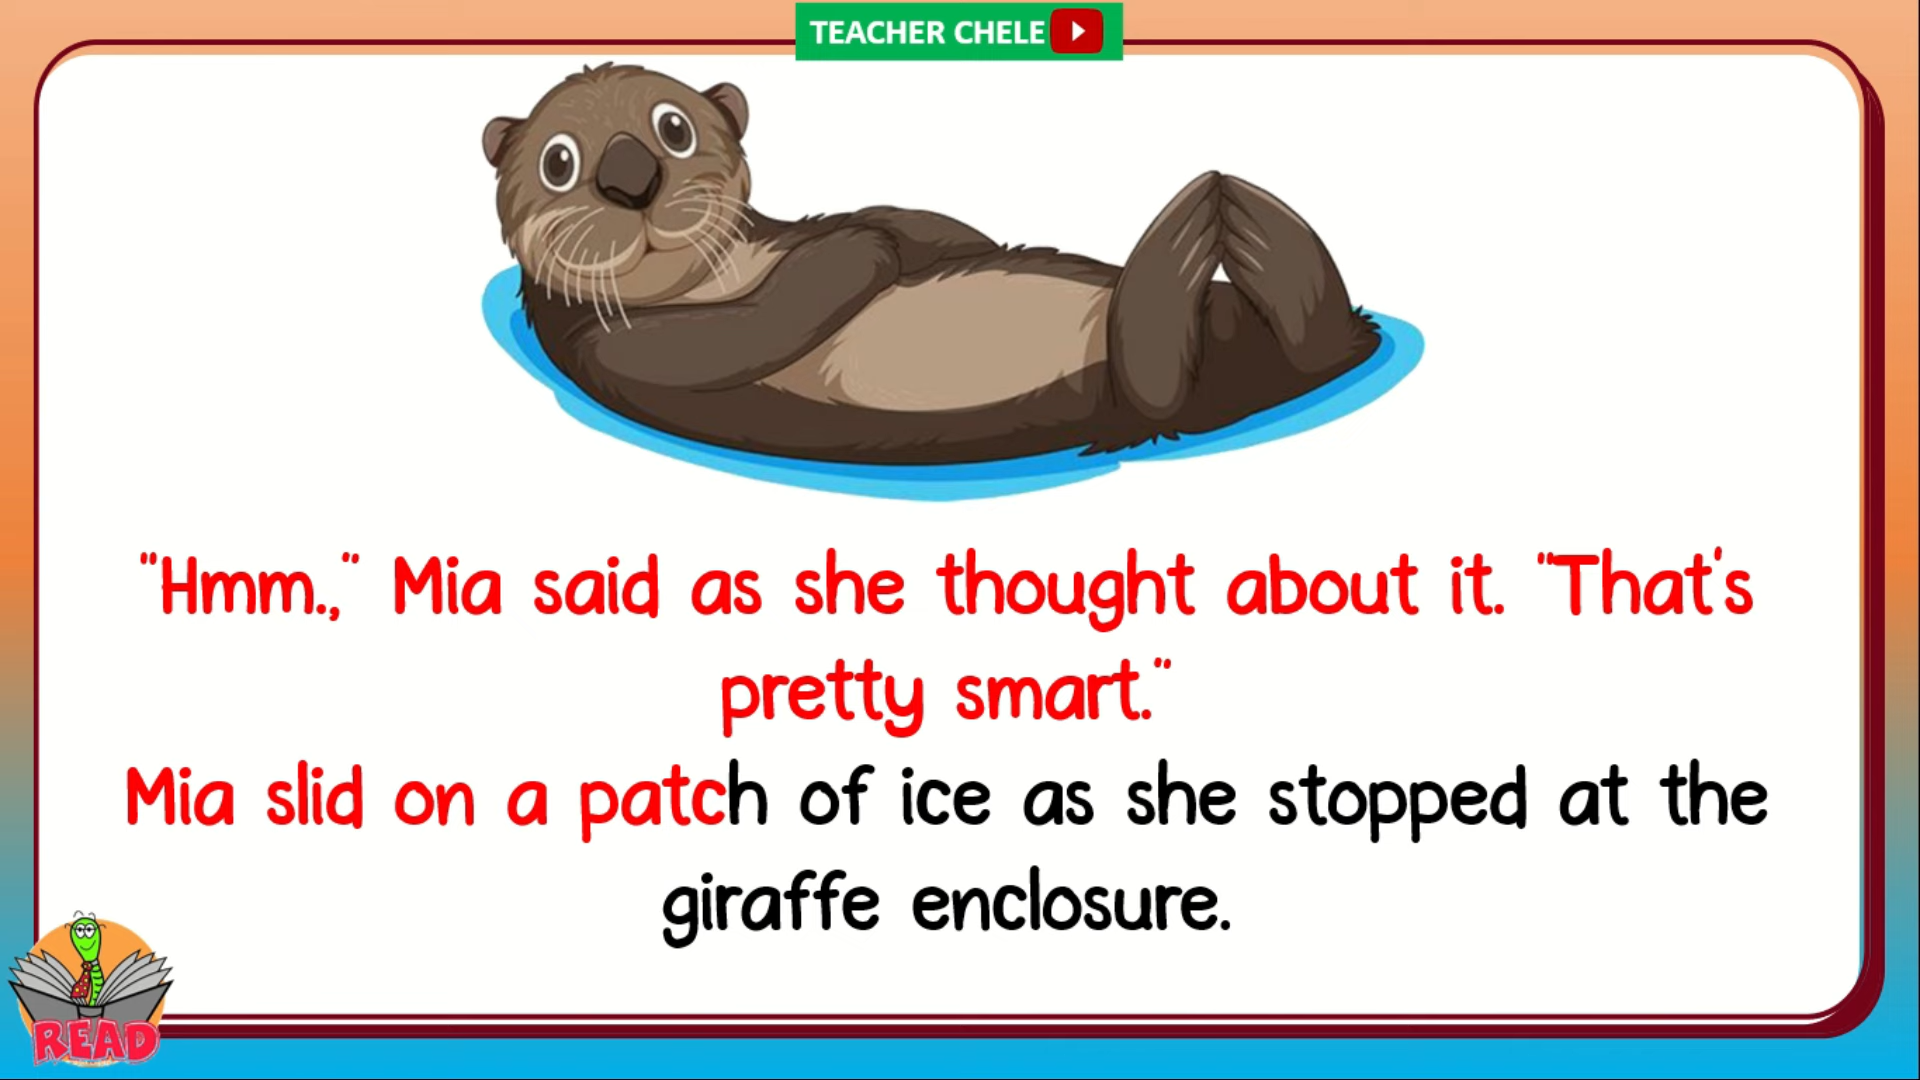 TEACHER CHELE
"Hmm.," Mia said as she thought about it. "That's
pretty smart."
Mia slid on a patch of ice as she stopped at the
giraffe enclosure.
READ